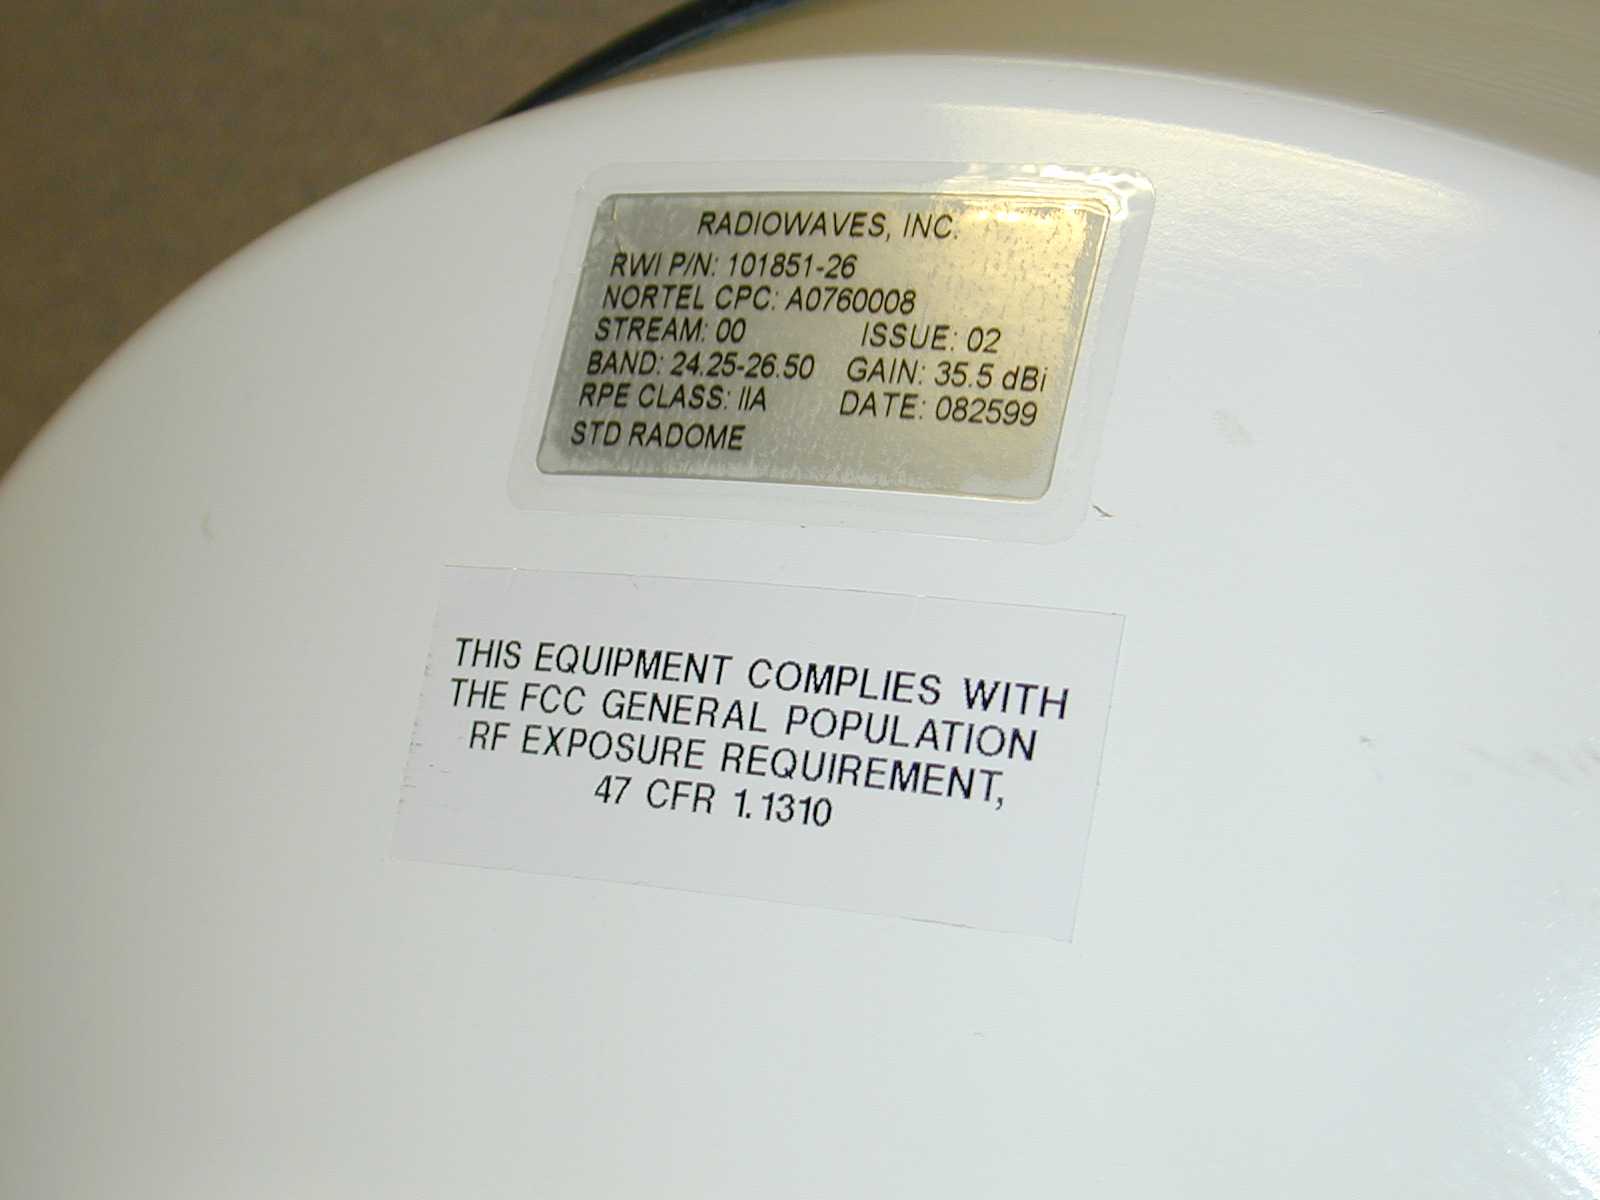 RADIOWAVES, INC.
RWI P/N: 101851-26
NORTEL CPC: A0760008
STREAM: 00 ISSUE: 02
BAND: 24.25-26.50 GAIN: 35.5 dBi
RPE CLASS: IIA DATE: 082599
STD RADOME
THIS EQUIPMENT COMPLIES WITH
THE FCC GENERAL POPULATION
RF EXPOSURE REQUIREMENT,
47 CFR 1.1310